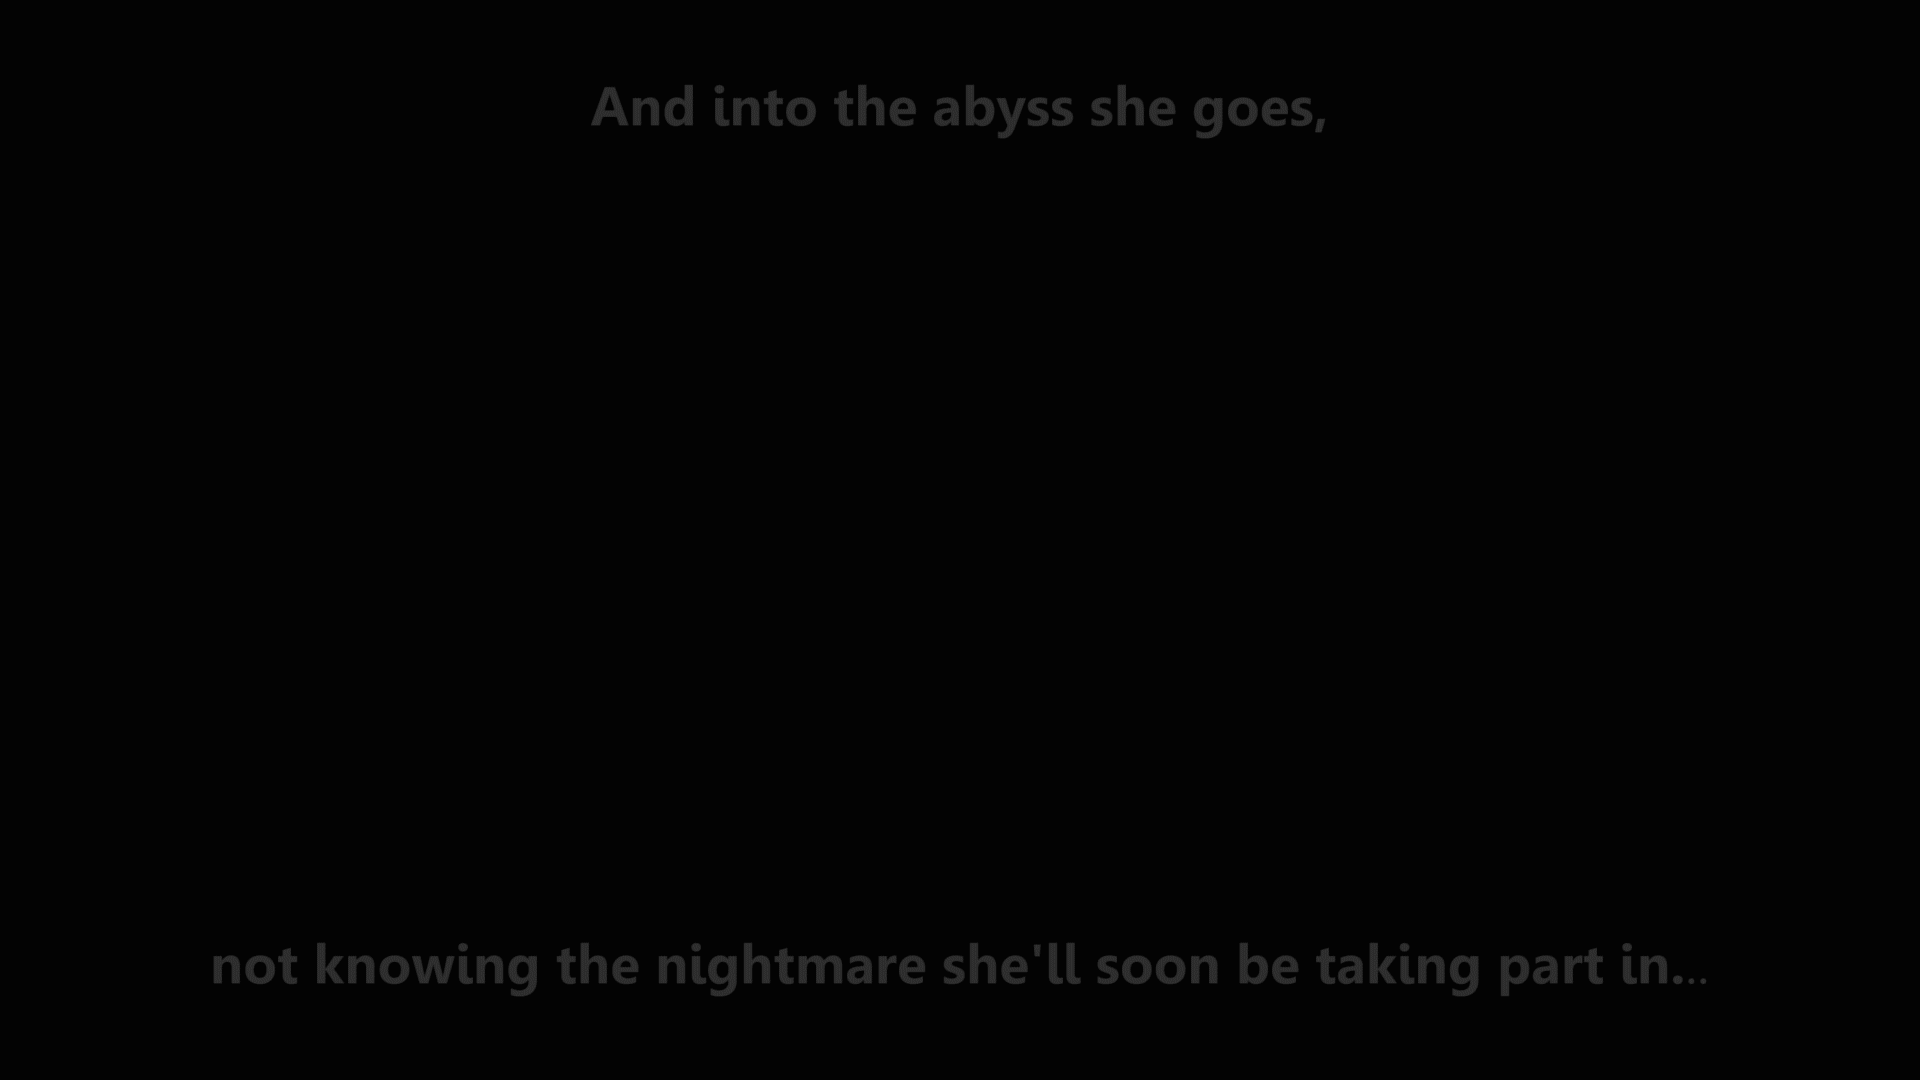 And into the abyss she goes,
not knowing the nightmare she'll soon be taking part in...